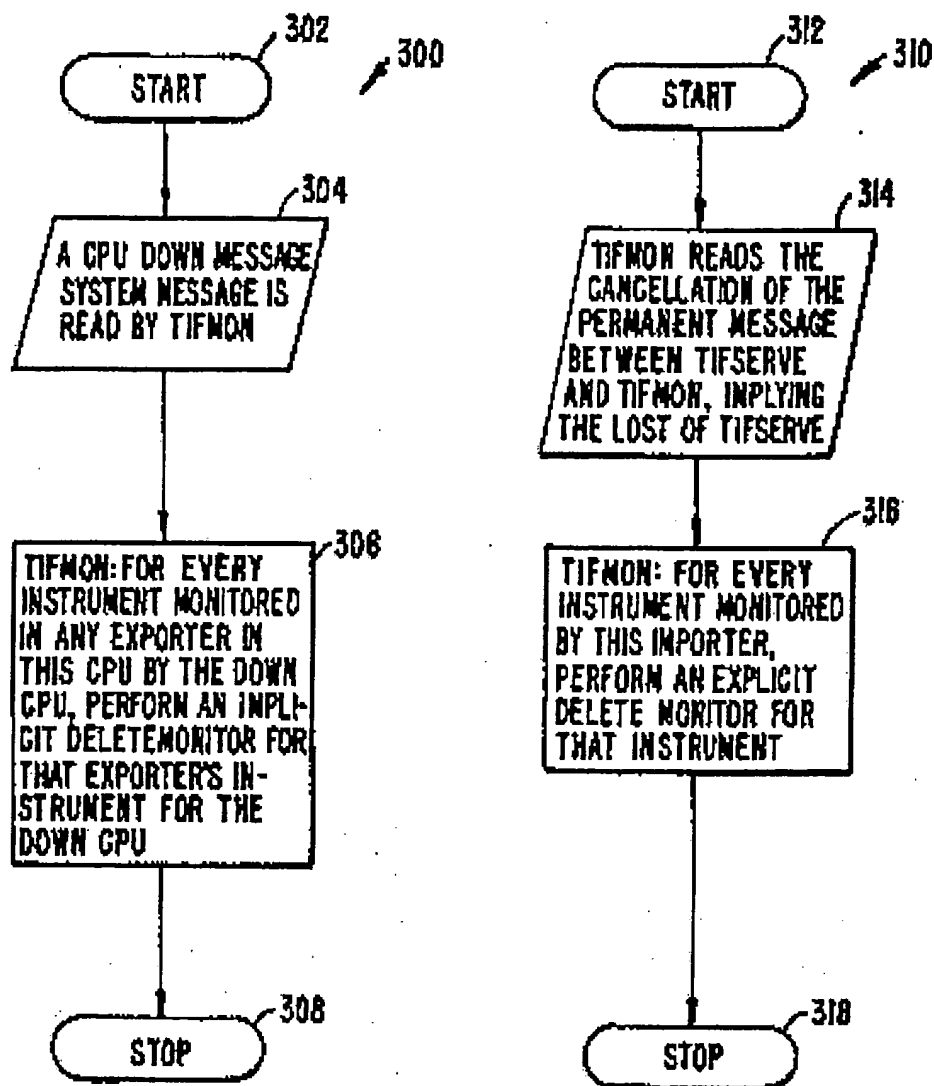 302
300
START
304
A CPU DOWN MESSAGE
SYSTEM MESSAGE IS
READ BY TIFMON
306
TIFMON: FOR EVERY
INSTRUMENT MONITORED
IN ANY EXPORTER IN
THIS CPU BY THE DOWN
CPU, PERFORM AN IMPLI-
CIT DELETEMONITOR FOR
THAT EXPORTER'S IN-
STRUMENT FOR THE
DOWN CPU
308
STOP
312
310
START
314
TIFMON READS THE
CANCELLATION OF THE
PERMANENT MESSAGE
BETWEEN TIFSERVE
AND TIFMON, IMPLYING
THE LOST OF TIFSERVE
316
TIFMON: FOR EVERY
INSTRUMENT MONITORED
BY THIS IMPORTER,
PERFORM AN EXPLICIT
DELETE MONITOR FOR
THAT INSTRUMENT
318
STOP